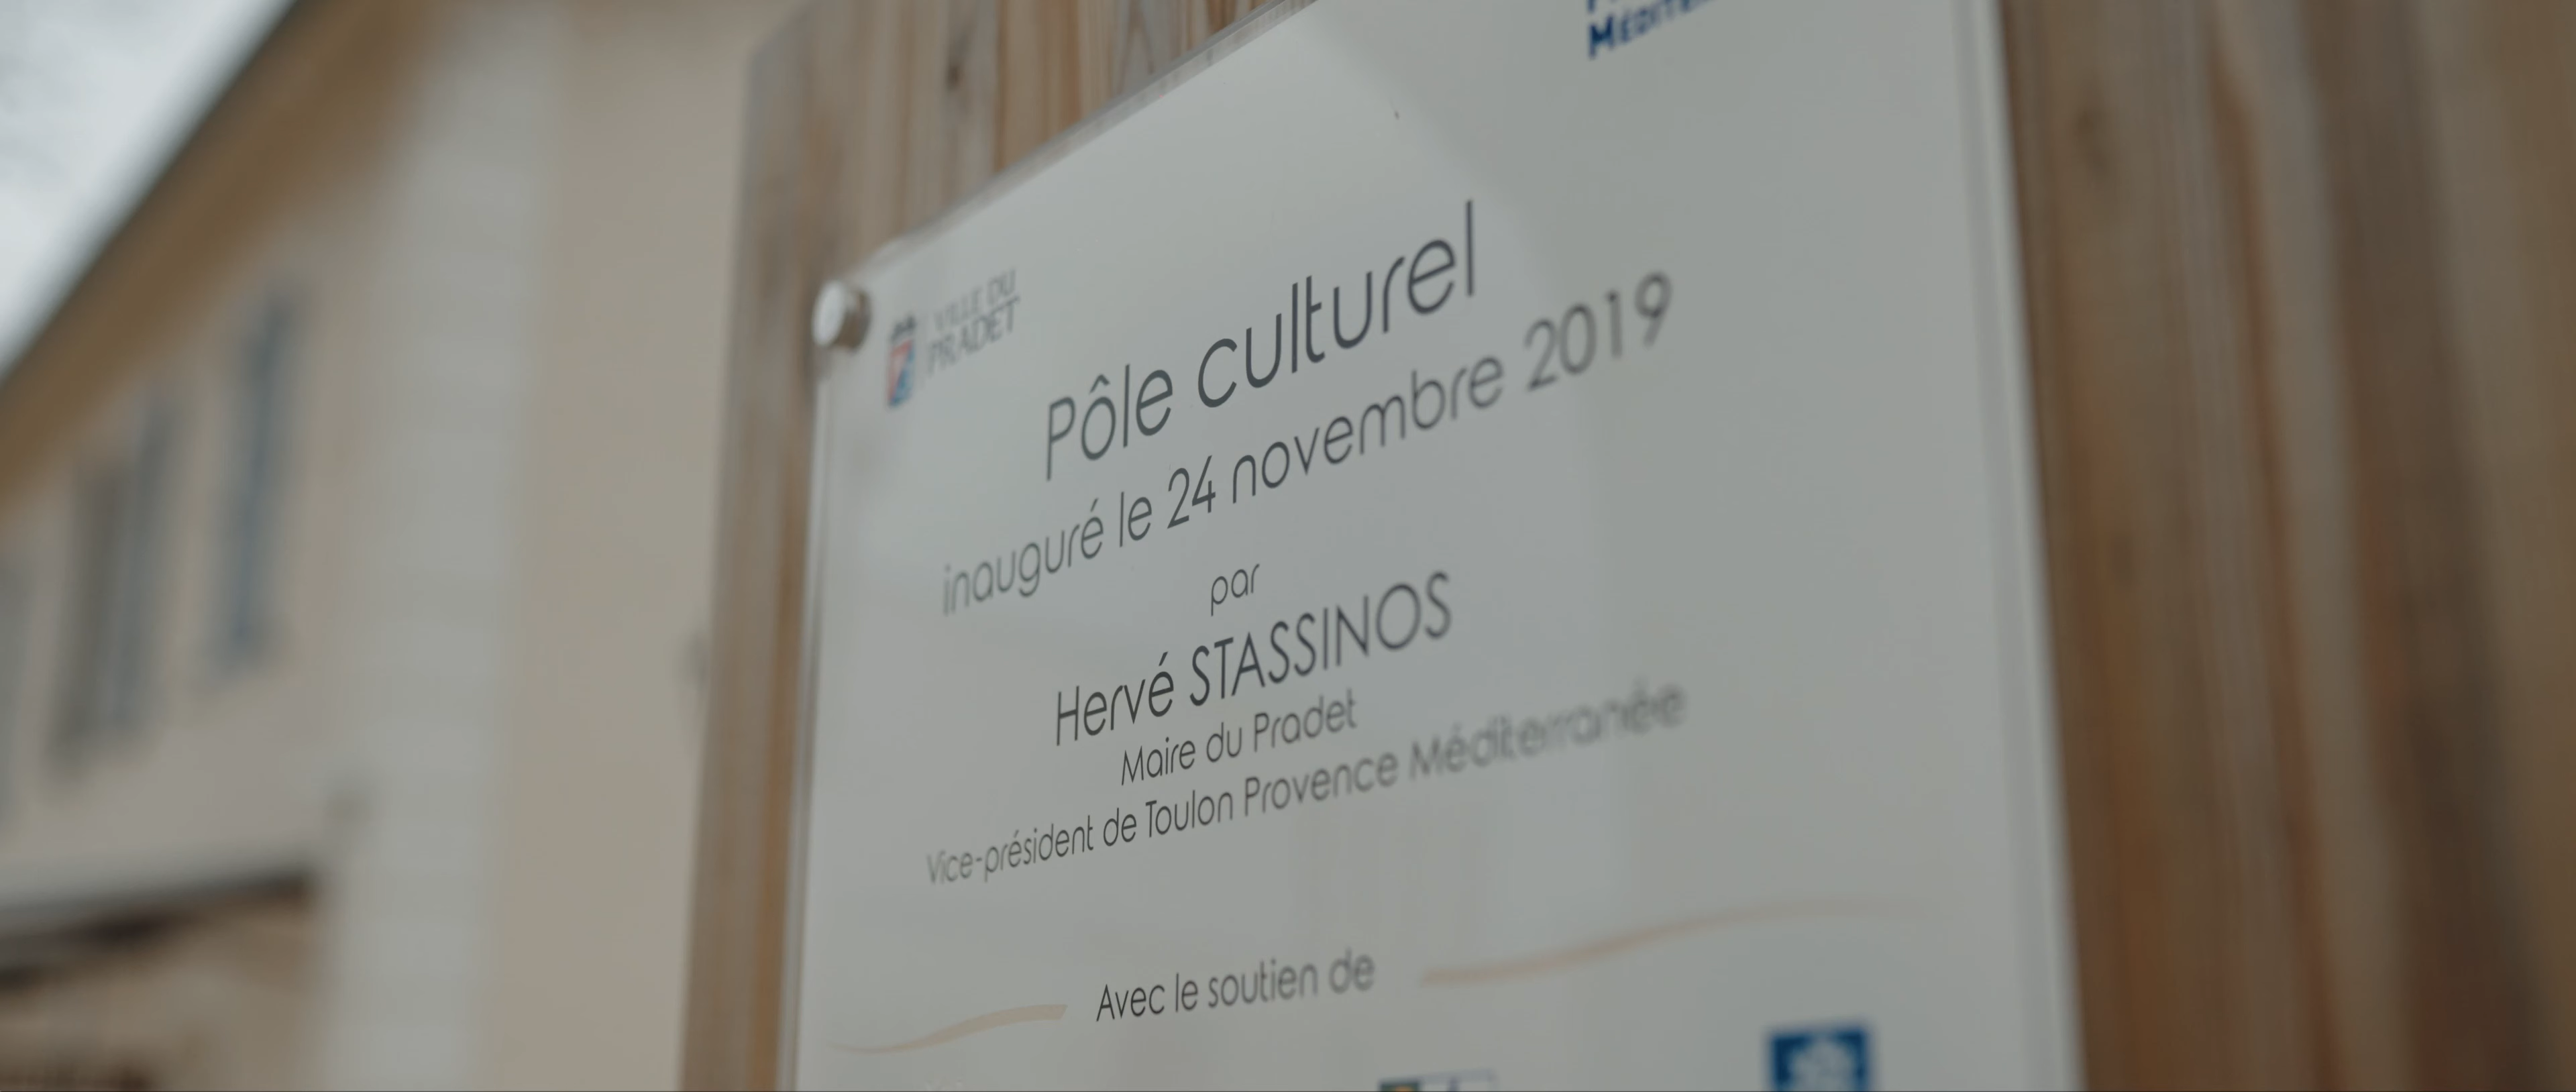 VILLE DU
PRADET
Pôle culturel
inauguré le 24 novembre 2019
par
Hervé STASSINOS
Maire du Pradet
Vice-président de Toulon Provence Méditerranée
Avec le soutien de